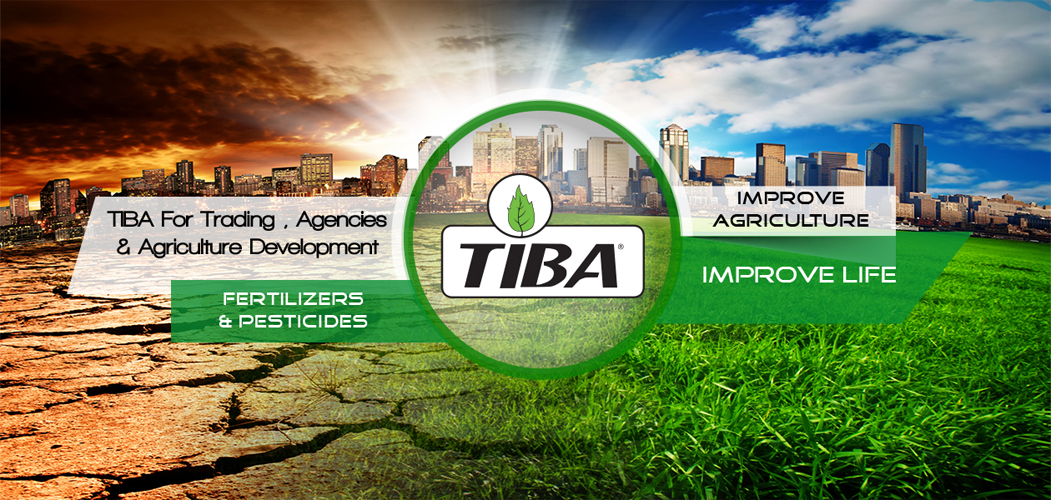 TIBA For Trading , Agencies
& Agriculture Development
FERTILIZERS
& PESTICIDES
TIBA®
IMPROVE
AGRICULTURE
IMPROVE LIFE